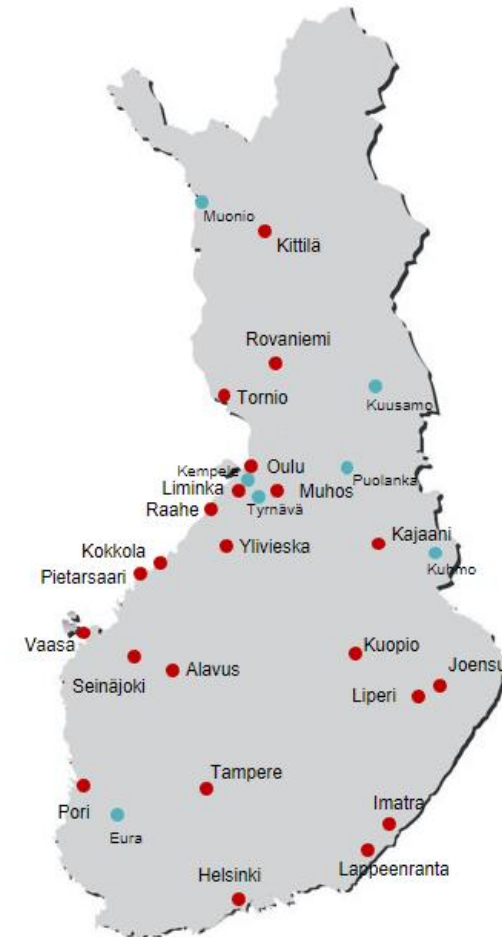 Muonio
Kittilä
Rovaniemi
Tornio
Kuusamo
Oulu
Kempele
Puolanka
Liminka
Muhos
Tyrnävä
Raahe
Kajaani
Ylivieska
Kuhmo
Kokkola
Pietarsaari
Vaasa
Kuopio
Seinäjoki
Alavus
Joensu
Liperi
Tampere
Imatra
Pori
Eura
Lappeenranta
Helsinki